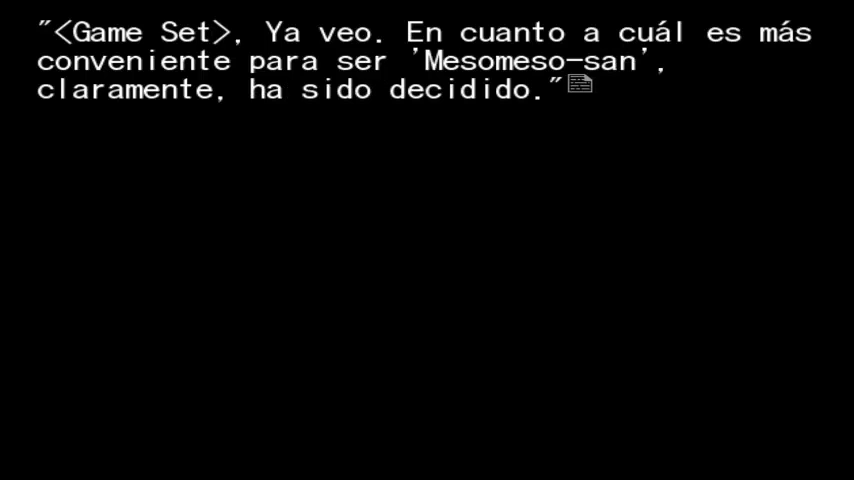 "<Game Set>, Ya veo. En cuanto a cuál es más
conveniente para ser 'Mesomeso-san',
claramente, ha sido decidido."